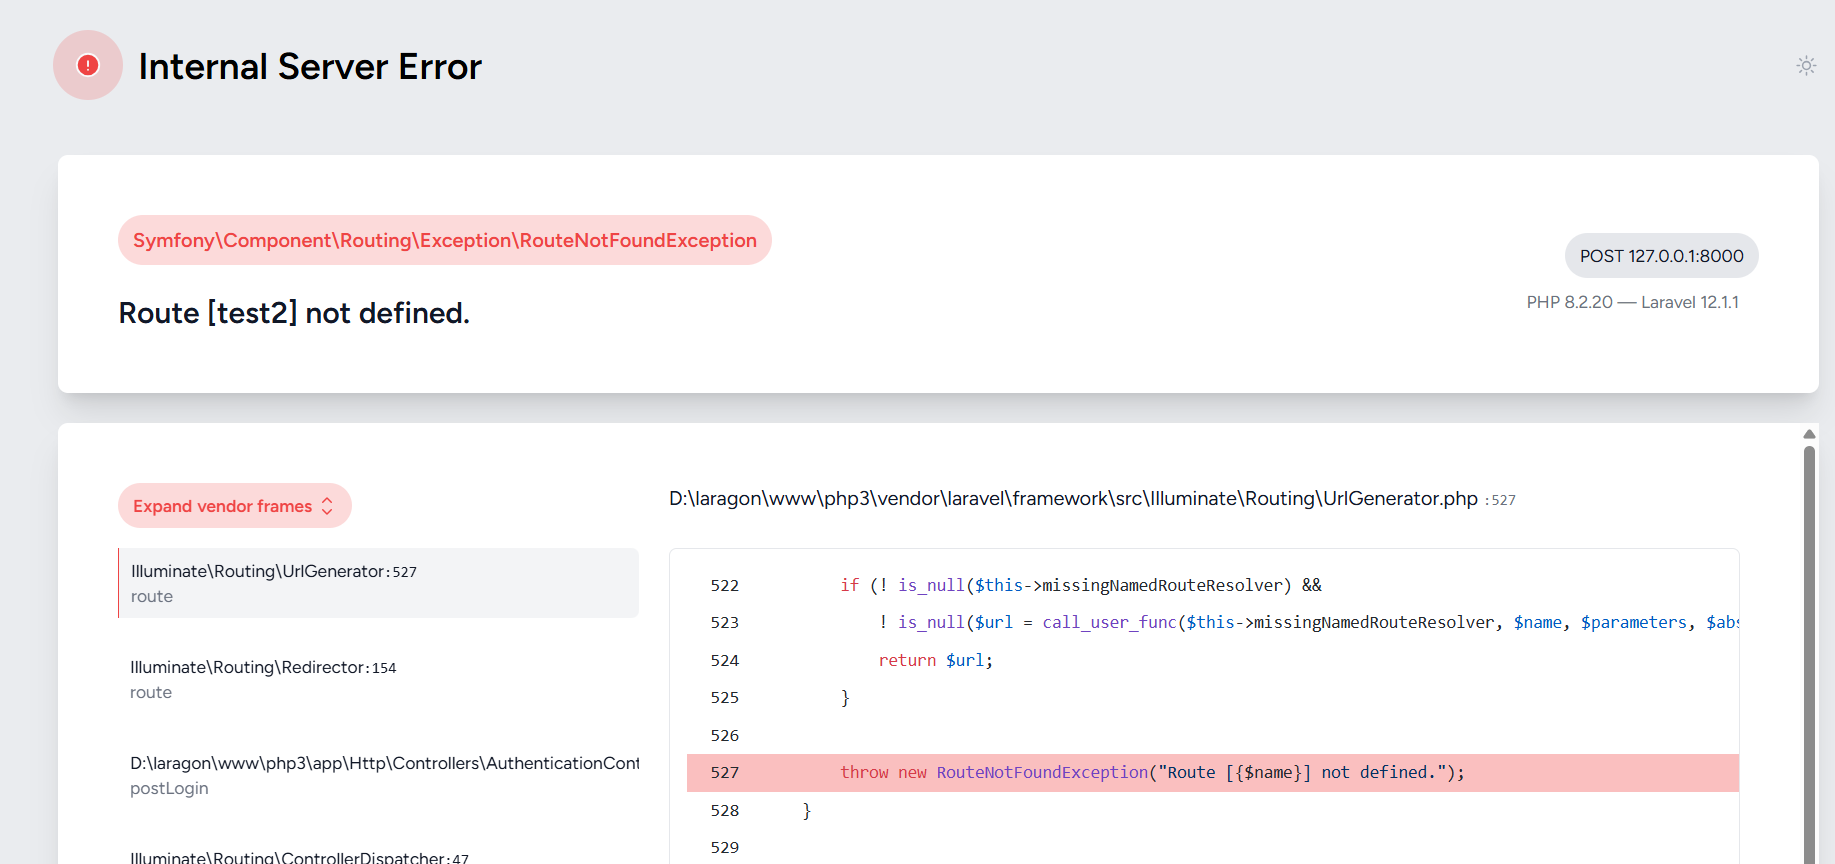 Internal Server Error
Symfony\Component\Routing\Exception\RouteNotFoundException
POST 127.0.0.1:8000
Route [test2] not defined.
PHP 8.2.20 — Laravel 12.1.1
Expand vendor frames
D:\laragon\www\php3\vendor\laravel\framework\src\Illuminate\Routing\UrlGenerator.php :527
Illuminate\Routing\UrlGenerator:527
route
Illuminate\Routing\Redirector:154
route
D:\laragon\www\php3\app\Http\Controllers\AuthenticationCont
postLogin
Illuminate\Routing\ControllerDispatcher:47
522 if (! is_null($this->missingNamedRouteResolver) &&
523 ! is_null($url = call_user_func($this->missingNamedRouteResolver, $name, $parameters, $abs
524 return $url;
525 }
526
527 throw new RouteNotFoundException("Route [{$name}] not defined.");
528 }
529